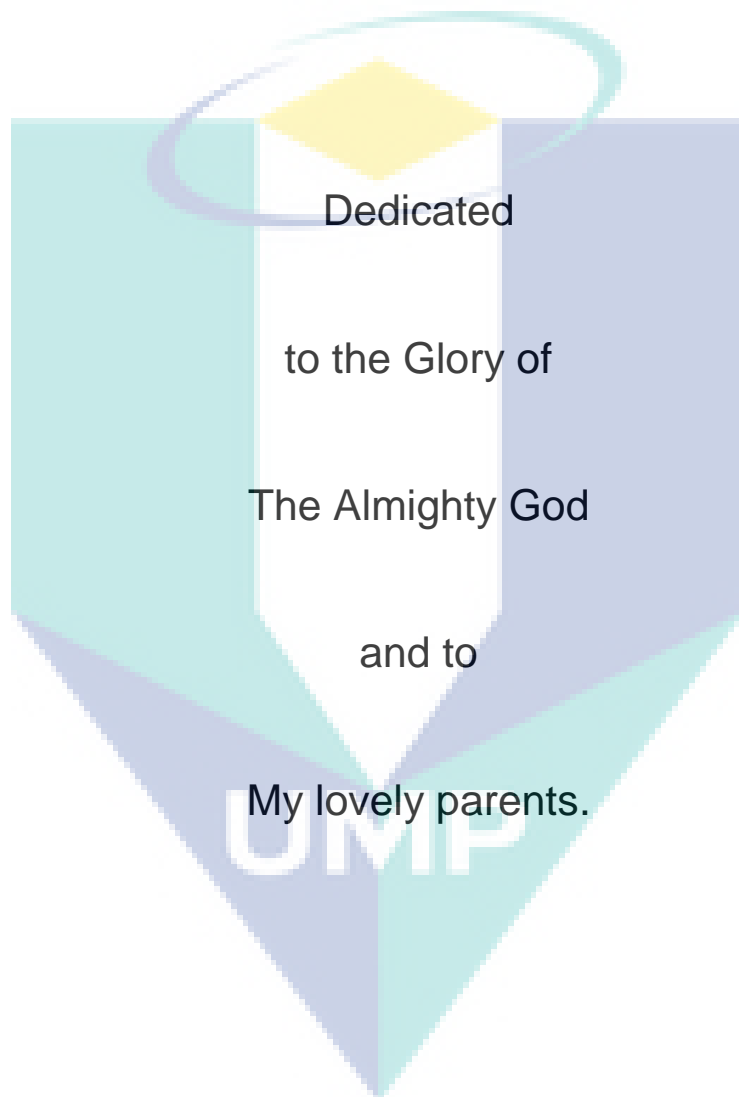 Dedicated
to the Glory of
The Almighty God
and to
My lovely parents.
UMP